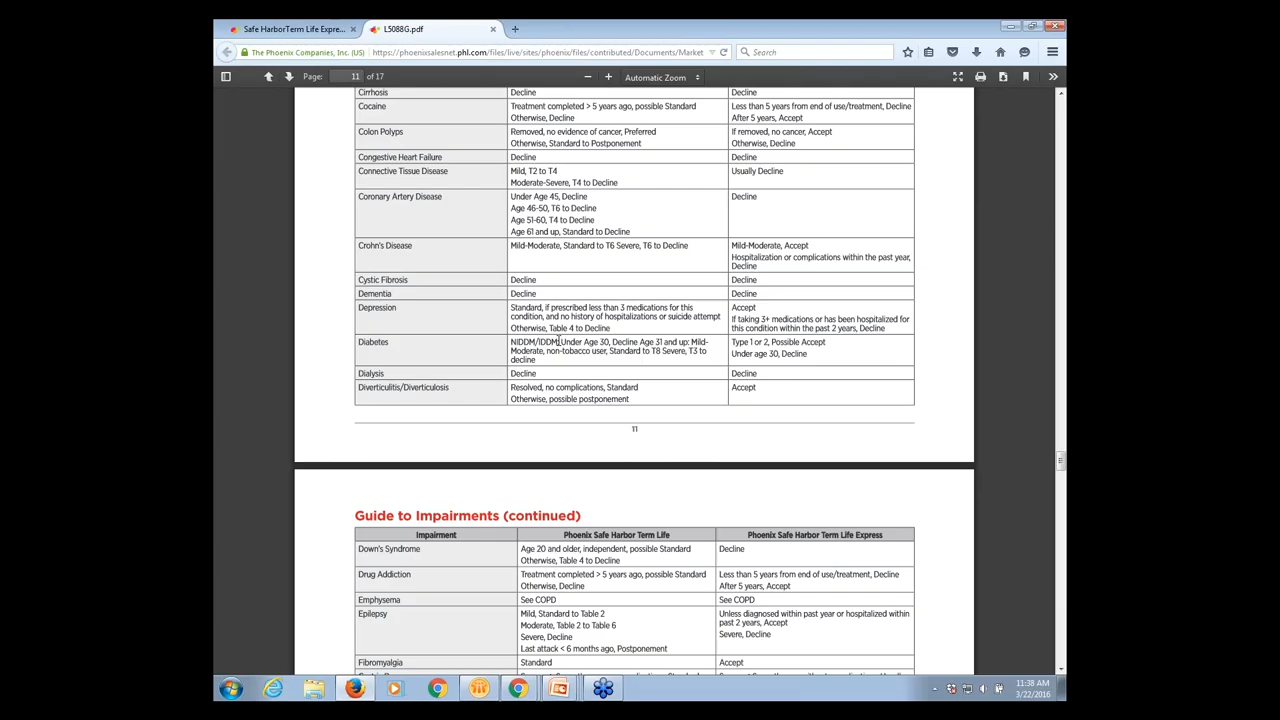 Safe HarborTerm Life Expre... × L5088G.pdf × +
The Phoenix Companies, Inc. (US) https://phoenixsalesnet.phl.com/files/live/sites/phoenix/files/contributed/Documents/Market Search
Page: 11 of 17 − + Automatic Zoom
Cirrhosis Decline Decline
Cocaine Treatment completed > 5 years ago, possible Standard Less than 5 years from end of use/treatment, Decline
Otherwise, Decline After 5 years, Accept
Colon Polyps Removed, no evidence of cancer, Preferred If removed, no cancer, Accept
Otherwise, Standard to Postponement Otherwise, Decline
Congestive Heart Failure Decline Decline
Connective Tissue Disease Mild, T2 to T4 Usually Decline
Moderate-Severe, T4 to Decline
Coronary Artery Disease Under Age 45, Decline Decline
Age 46-50, T6 to Decline
Age 51-60, T4 to Decline
Age 61 and up, Standard to Decline
Crohn's Disease Mild-Moderate, Standard to T6 Severe, T6 to Decline Mild-Moderate, Accept
Hospitalization or complications within the past year,
Decline
Cystic Fibrosis Decline Decline
Dementia Decline Decline
Depression Standard, if prescribed less than 3 medications for this Accept
condition, and no history of hospitalizations or suicide attempt If taking 3+ medications or has been hospitalized for
Otherwise, Table 4 to Decline this condition within the past 2 years, Decline
Diabetes NIDDM/IDDM Under Age 30, Decline Age 31 and up: Mild- Type 1 or 2, Possible Accept
Moderate, non-tobacco user, Standard to T8 Severe, T3 to Under age 30, Decline
decline
Dialysis Decline Decline
Diverticulitis/Diverticulosis Resolved, no complications, Standard Accept
Otherwise, possible postponement
11
Guide to Impairments (continued)
Impairment Phoenix Safe Harbor Term Life Phoenix Safe Harbor Term Life Express
Down's Syndrome Age 20 and older, independent, possible Standard Decline
Otherwise, Table 4 to Decline
Drug Addiction Treatment completed > 5 years ago, possible Standard Less than 5 years from end of use/treatment, Decline
Otherwise, Decline After 5 years, Accept
Emphysema See COPD See COPD
Epilepsy Mild, Standard to Table 2 Unless diagnosed within past year or hospitalized within
Moderate, Table 2 to Table 6 past 2 years, Accept
Severe, Decline Severe, Decline
Last attack < 6 months ago, Postponement
Fibromyalgia Standard Accept
11:38 AM
3/22/2016